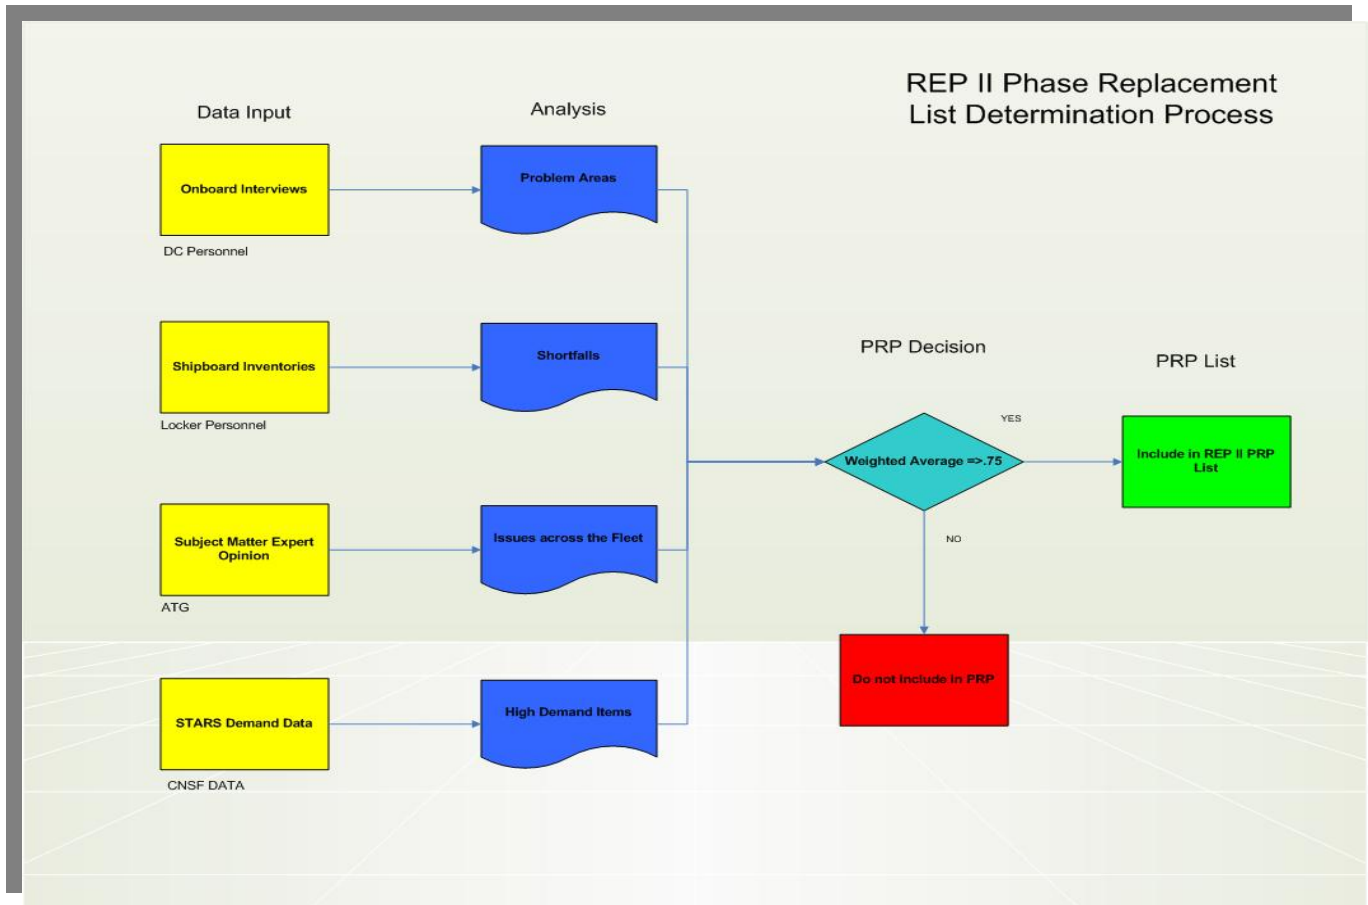 REP II Phase Replacement
List Determination Process
Data Input
Analysis
Onboard Interviews
Problem Areas
DC Personnel
Shipboard Inventories
Shortfalls
Locker Personnel
PRP Decision
PRP List
YES
Weighted Average =>.75
Include in REP II PRP
List
NO
Subject Matter Expert
Opinion
Issues across the Fleet
ATG
Do not include in PRP
STARS Demand Data
High Demand Items
CNSF DATA